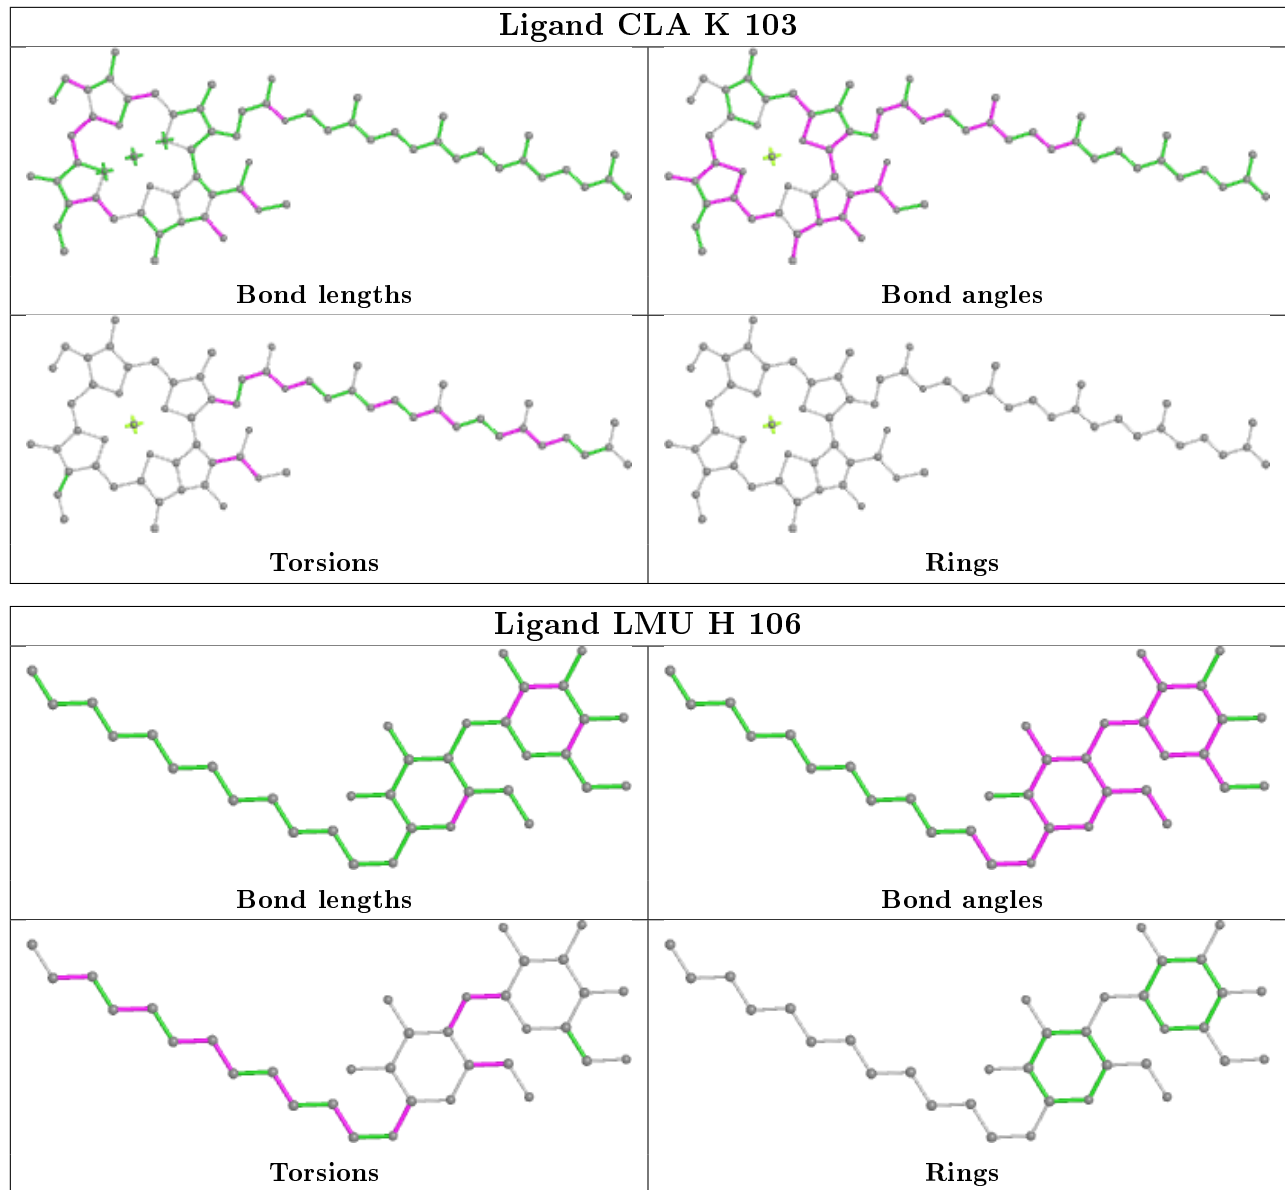 Ligand CLA K 103
Bond lengths
Bond angles
Torsions
Rings
Ligand LMU H 106
Bond lengths
Bond angles
Torsions
Rings